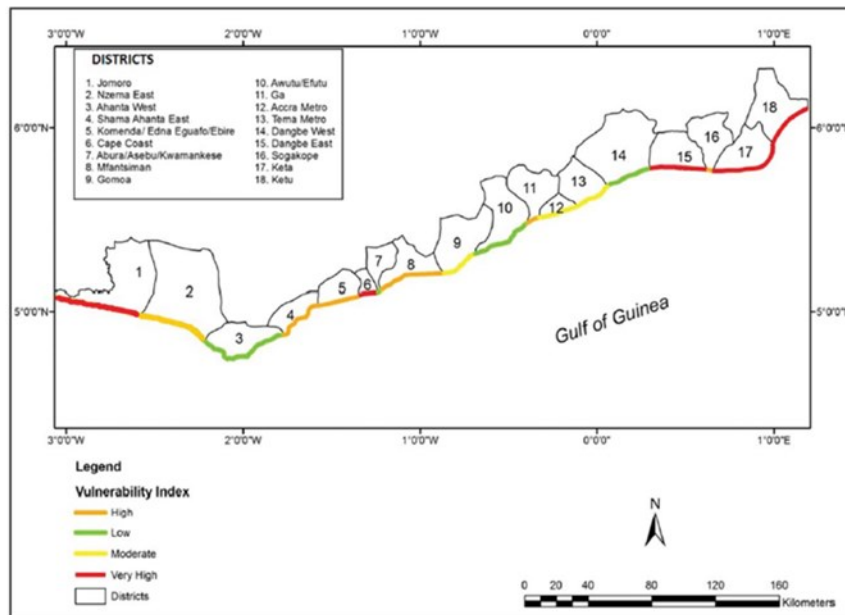 3°0'0"W
2°0'0"W
1°0'0"W
0°0'0"
1°0'0"E
DISTRICTS
1. Jomoro
2. Nzema East
3. Ahanta West
4. Shama Ahanta East
5. Komenda/ Edna Eguafo/Ebire
6. Cape Coast
7. Abura/Asebu/Kwamankese
8. Mfantsiman
9. Gomoa
10. Awutu/Efutu
11. Ga
12. Accra Metro
13. Tema Metro
14. Dangbe West
15. Dangbe East
16. Sogakope
17. Keta
18. Ketu
6°0'0"N
6°0'0"N
5°0'0"N
5°0'0"N
1
2
3
4
5
6
7
8
9
10
11
12
13
14
15
16
17
18
Gulf of Guinea
3°0'0"W
2°0'0"W
1°0'0"W
0°0'0"
1°0'0"E
Legend
Vulnerability Index
High
Low
Moderate
Very High
Districts
N
0 10 20 40 80 120 160
Kilometers